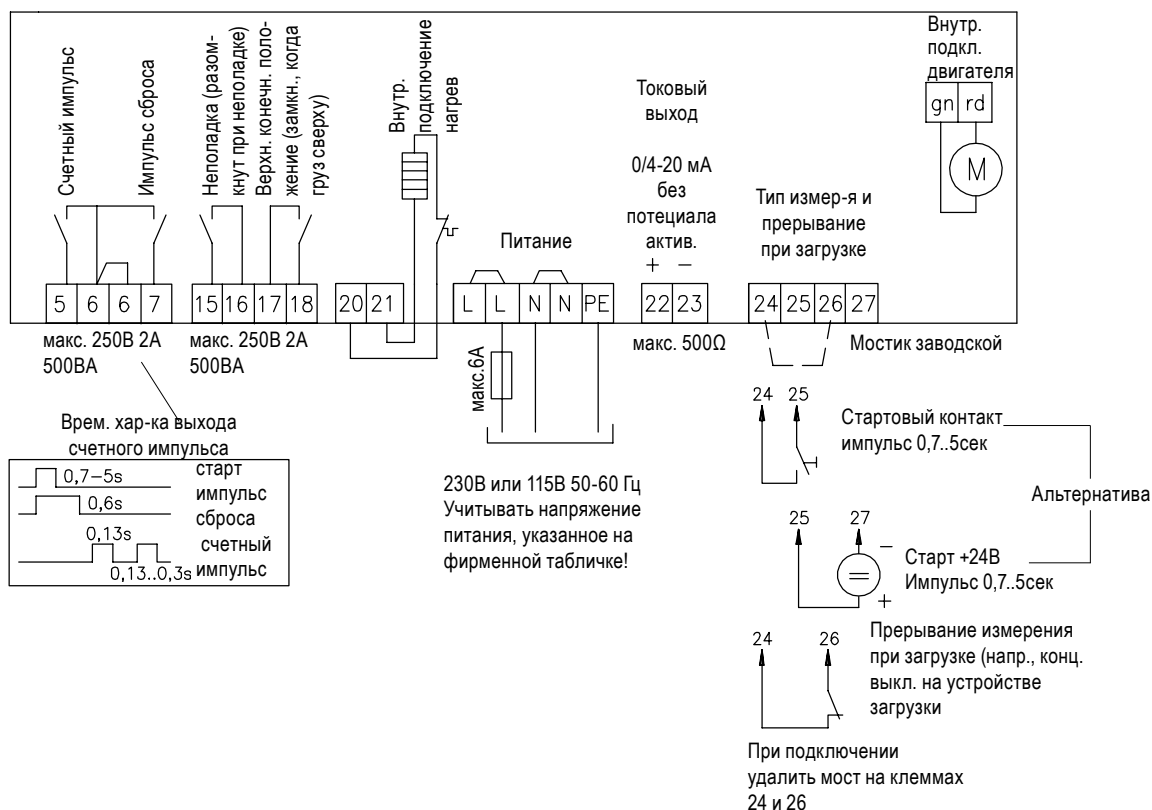 Счетный импульс
Импульс сброса
Неполадка (разом-
кнут при неполадке)
Верхн. конечн. поло-
жение (замкн., когда
груз сверху)
Внутр.
подключение
нагрев
Токовый
выход
0/4-20 мА
без
потециала
актив.
+ −
Питание
Тип измер-я и
прерывание
при загрузке
Внутр.
подкл.
двигателя
gn rd
M
5 6 6 7
15 16 17 18
20 21
L L N N PE
22 23
24 25 26 27
макс. 250В 2А
500ВА
макс. 250В 2А
500ВА
макс.6А
макс. 500Ω
Мостик заводской
Врем. хар-ка выхода
счетного импульса
0,7−5s
старт
импульс
0,6s
сброса
0,13s
счетный
0,13..0,3s
импульс
230В или 115В 50-60 Гц
Учитывать напряжение
питания, указанное на
фирменной табличке!
24 25
Стартовый контакт
импульс 0,7..5сек
Альтернатива
25 27
−
+
Старт +24В
Импульс 0,7..5сек
24 26
Прерывание измерения
при загрузке (напр., конц.
выкл. на устройстве
загрузки
При подключении
удалить мост на клеммах
24 и 26